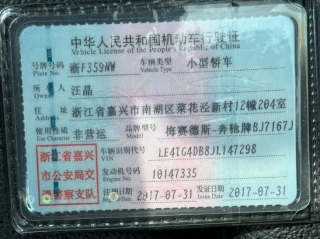 中华人民共和国机动车行驶证
Vehicle License of the People's Republic of China
号牌号码 Plate No. 浙F359NW 车辆类型 Vehicle Type 小型轿车
所有人 Owner 汪晶
住址 Address 浙江省嘉兴市南湖区菜花泾新村12幢204室
使用性质 Use Character 非营运 品牌型号 Model 梅赛德斯-奔驰牌BJ7167J
浙江省嘉兴市公安局交通警察支队
车辆识别代号 VIN LE4TG4DB8JL147298
发动机号码 Engine No. 10147335
注册日期 2017-07-31 发证日期 2017-07-31